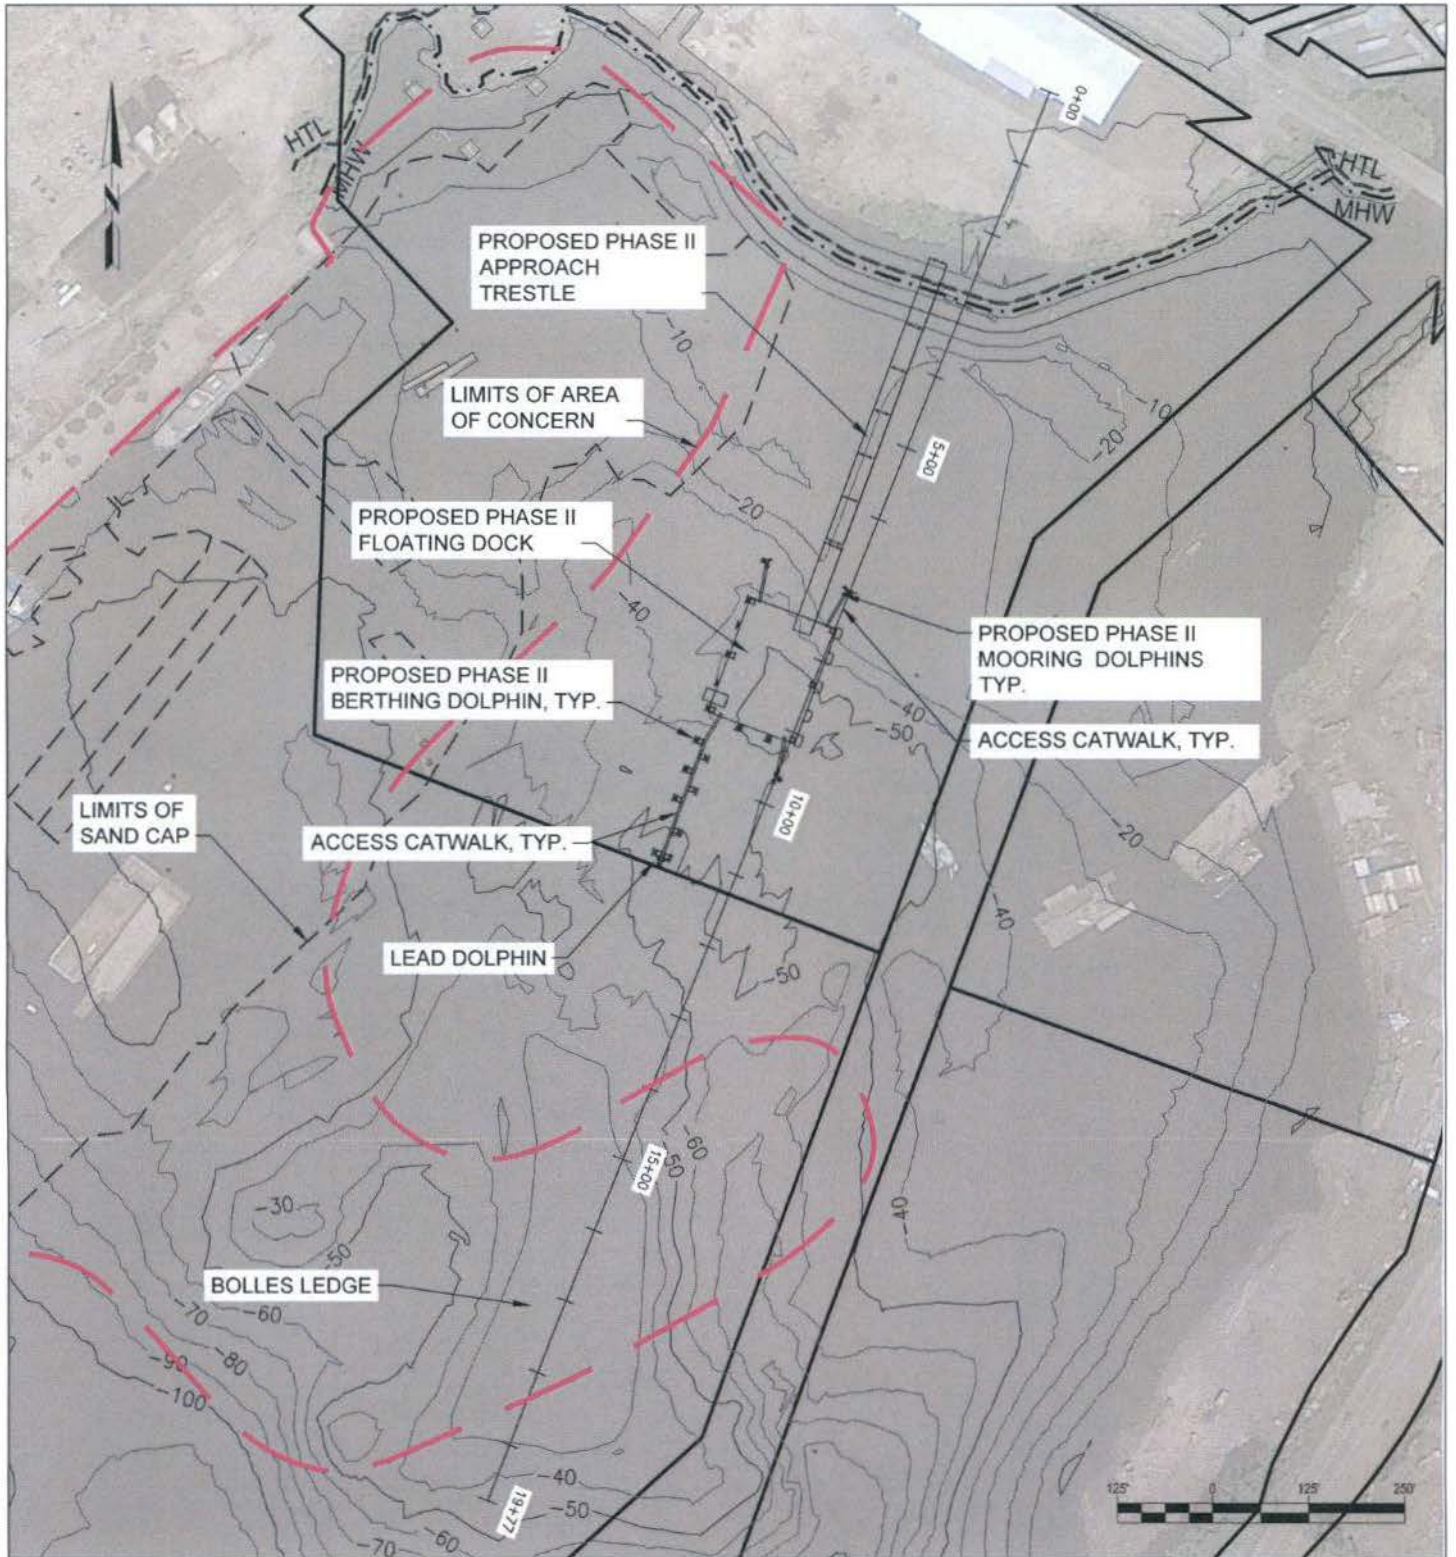 0+00
HTL
MHW
HTL
MHW
N
PROPOSED PHASE II
APPROACH
TRESTLE
-10
LIMITS OF AREA
OF CONCERN
-10
-20
5+00
-20
PROPOSED PHASE II
FLOATING DOCK
-40
PROPOSED PHASE II
MOORING DOLPHINS
TYP.
PROPOSED PHASE II
BERTHING DOLPHIN, TYP.
-40
-50
ACCESS CATWALK, TYP.
LIMITS OF
SAND CAP
10+00
-20
ACCESS CATWALK, TYP.
-40
LEAD DOLPHIN
-50
-60
-50
15+00
-30
-40
-50
BOLLES LEDGE
-60
-70
-80
-90
-100
-40
-50
-60
-70
19+77
125' 0 125' 250'